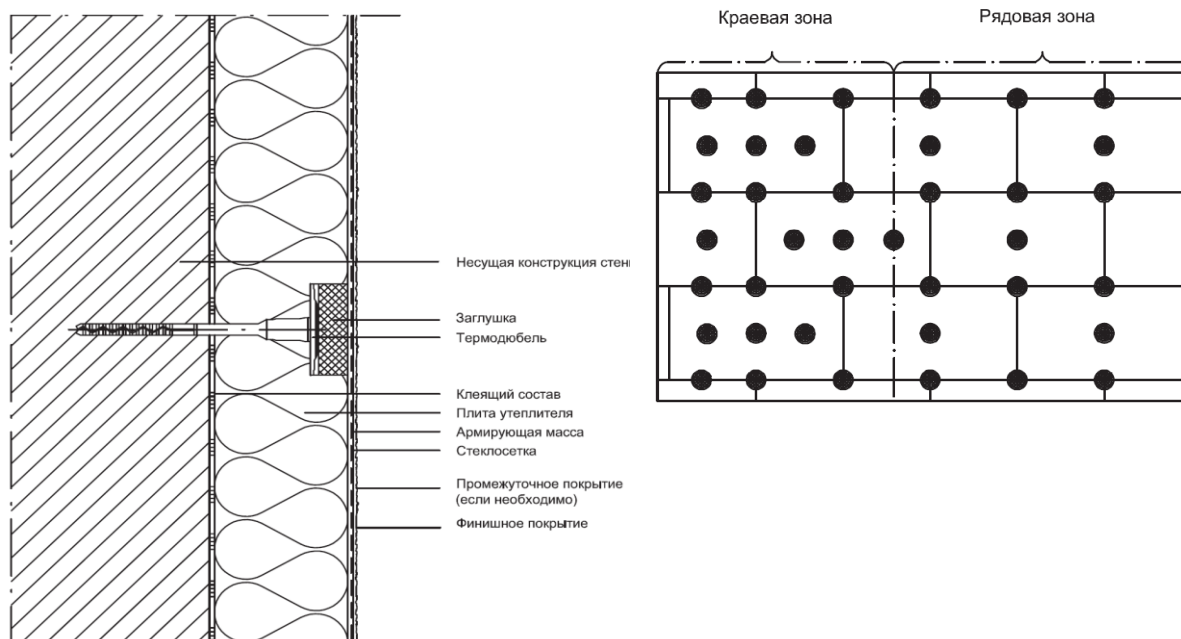 Краевая зона
Рядовая зона
Несущая конструкция стен
Заглушка
Термодюбель
Клеящий состав
Плита утеплителя
Армирующая масса
Стеклосетка
Промежуточное покрытие
(если необходимо)
Финишное покрытие